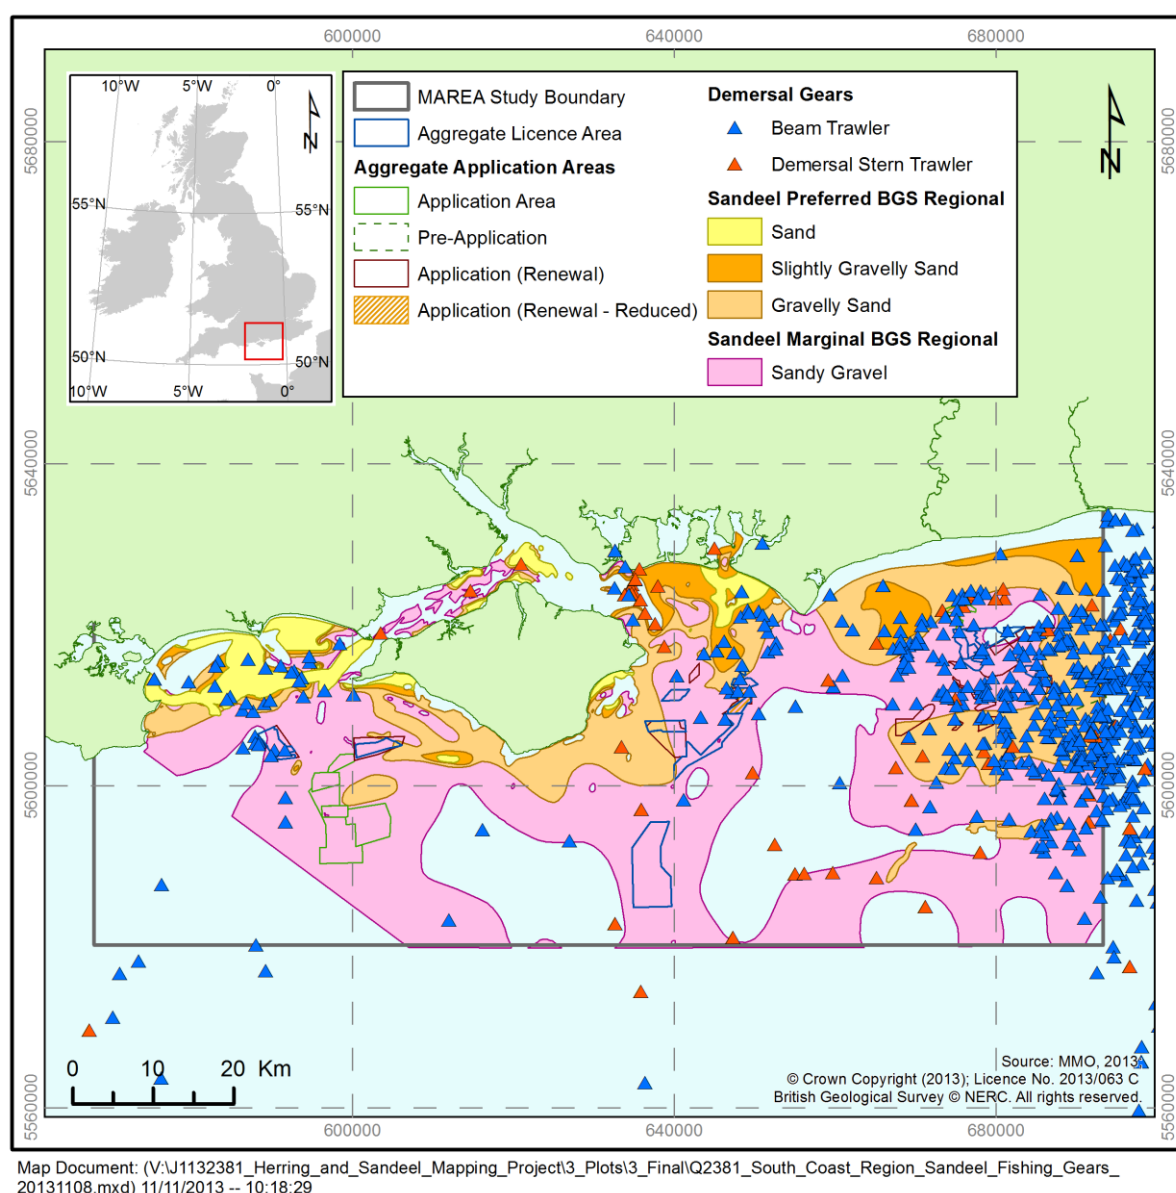 600000 640000 680000
10°W 5°W 0°
55°N 55°N
50°N 50°N
10°W 5°W 0°
N
MAREA Study Boundary
Aggregate Licence Area
Aggregate Application Areas
Application Area
Pre-Application
Application (Renewal)
Application (Renewal - Reduced)
Demersal Gears
Beam Trawler
Demersal Stern Trawler
Sandeel Preferred BGS Regional
Sand
Slightly Gravelly Sand
Gravelly Sand
Sandeel Marginal BGS Regional
Sandy Gravel
N
5680000 5680000
5640000 5640000
5600000 5600000
5560000 5560000
0 10 20 Km
Source: MMO, 2013
© Crown Copyright (2013); Licence No. 2013/063 C
British Geological Survey © NERC. All rights reserved.
600000 640000 680000
Map Document: (V:\J1132381_Herring_and_Sandeel_Mapping_Project\3_Plots\3_Final\Q2381_South_Coast_Region_Sandeel_Fishing_Gears_
20131108.mxd) 11/11/2013 -- 10:18:29